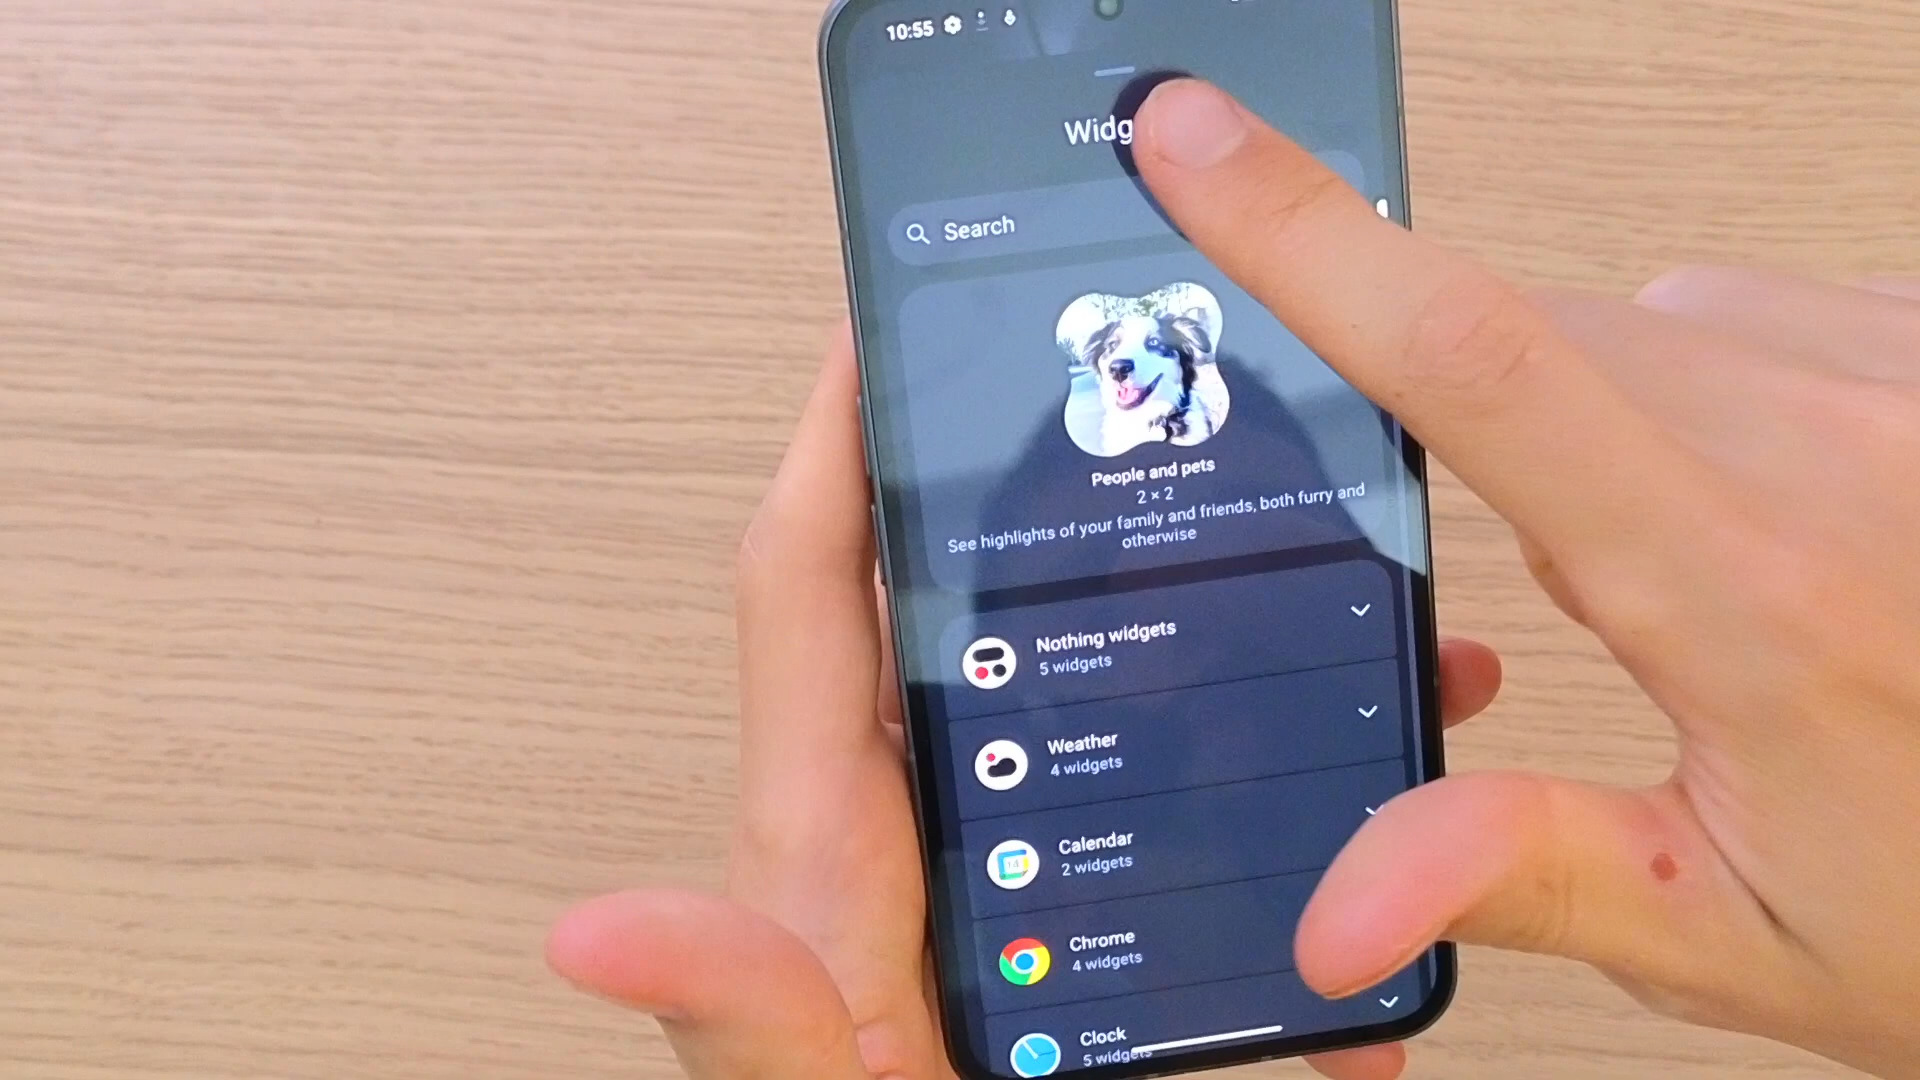 10:55
Widg
Search
People and pets
2 × 2
See highlights of your family and friends, both furry and
otherwise
Nothing widgets
5 widgets
Weather
4 widgets
Calendar
2 widgets
14
Chrome
4 widgets
Clock
5 widgets